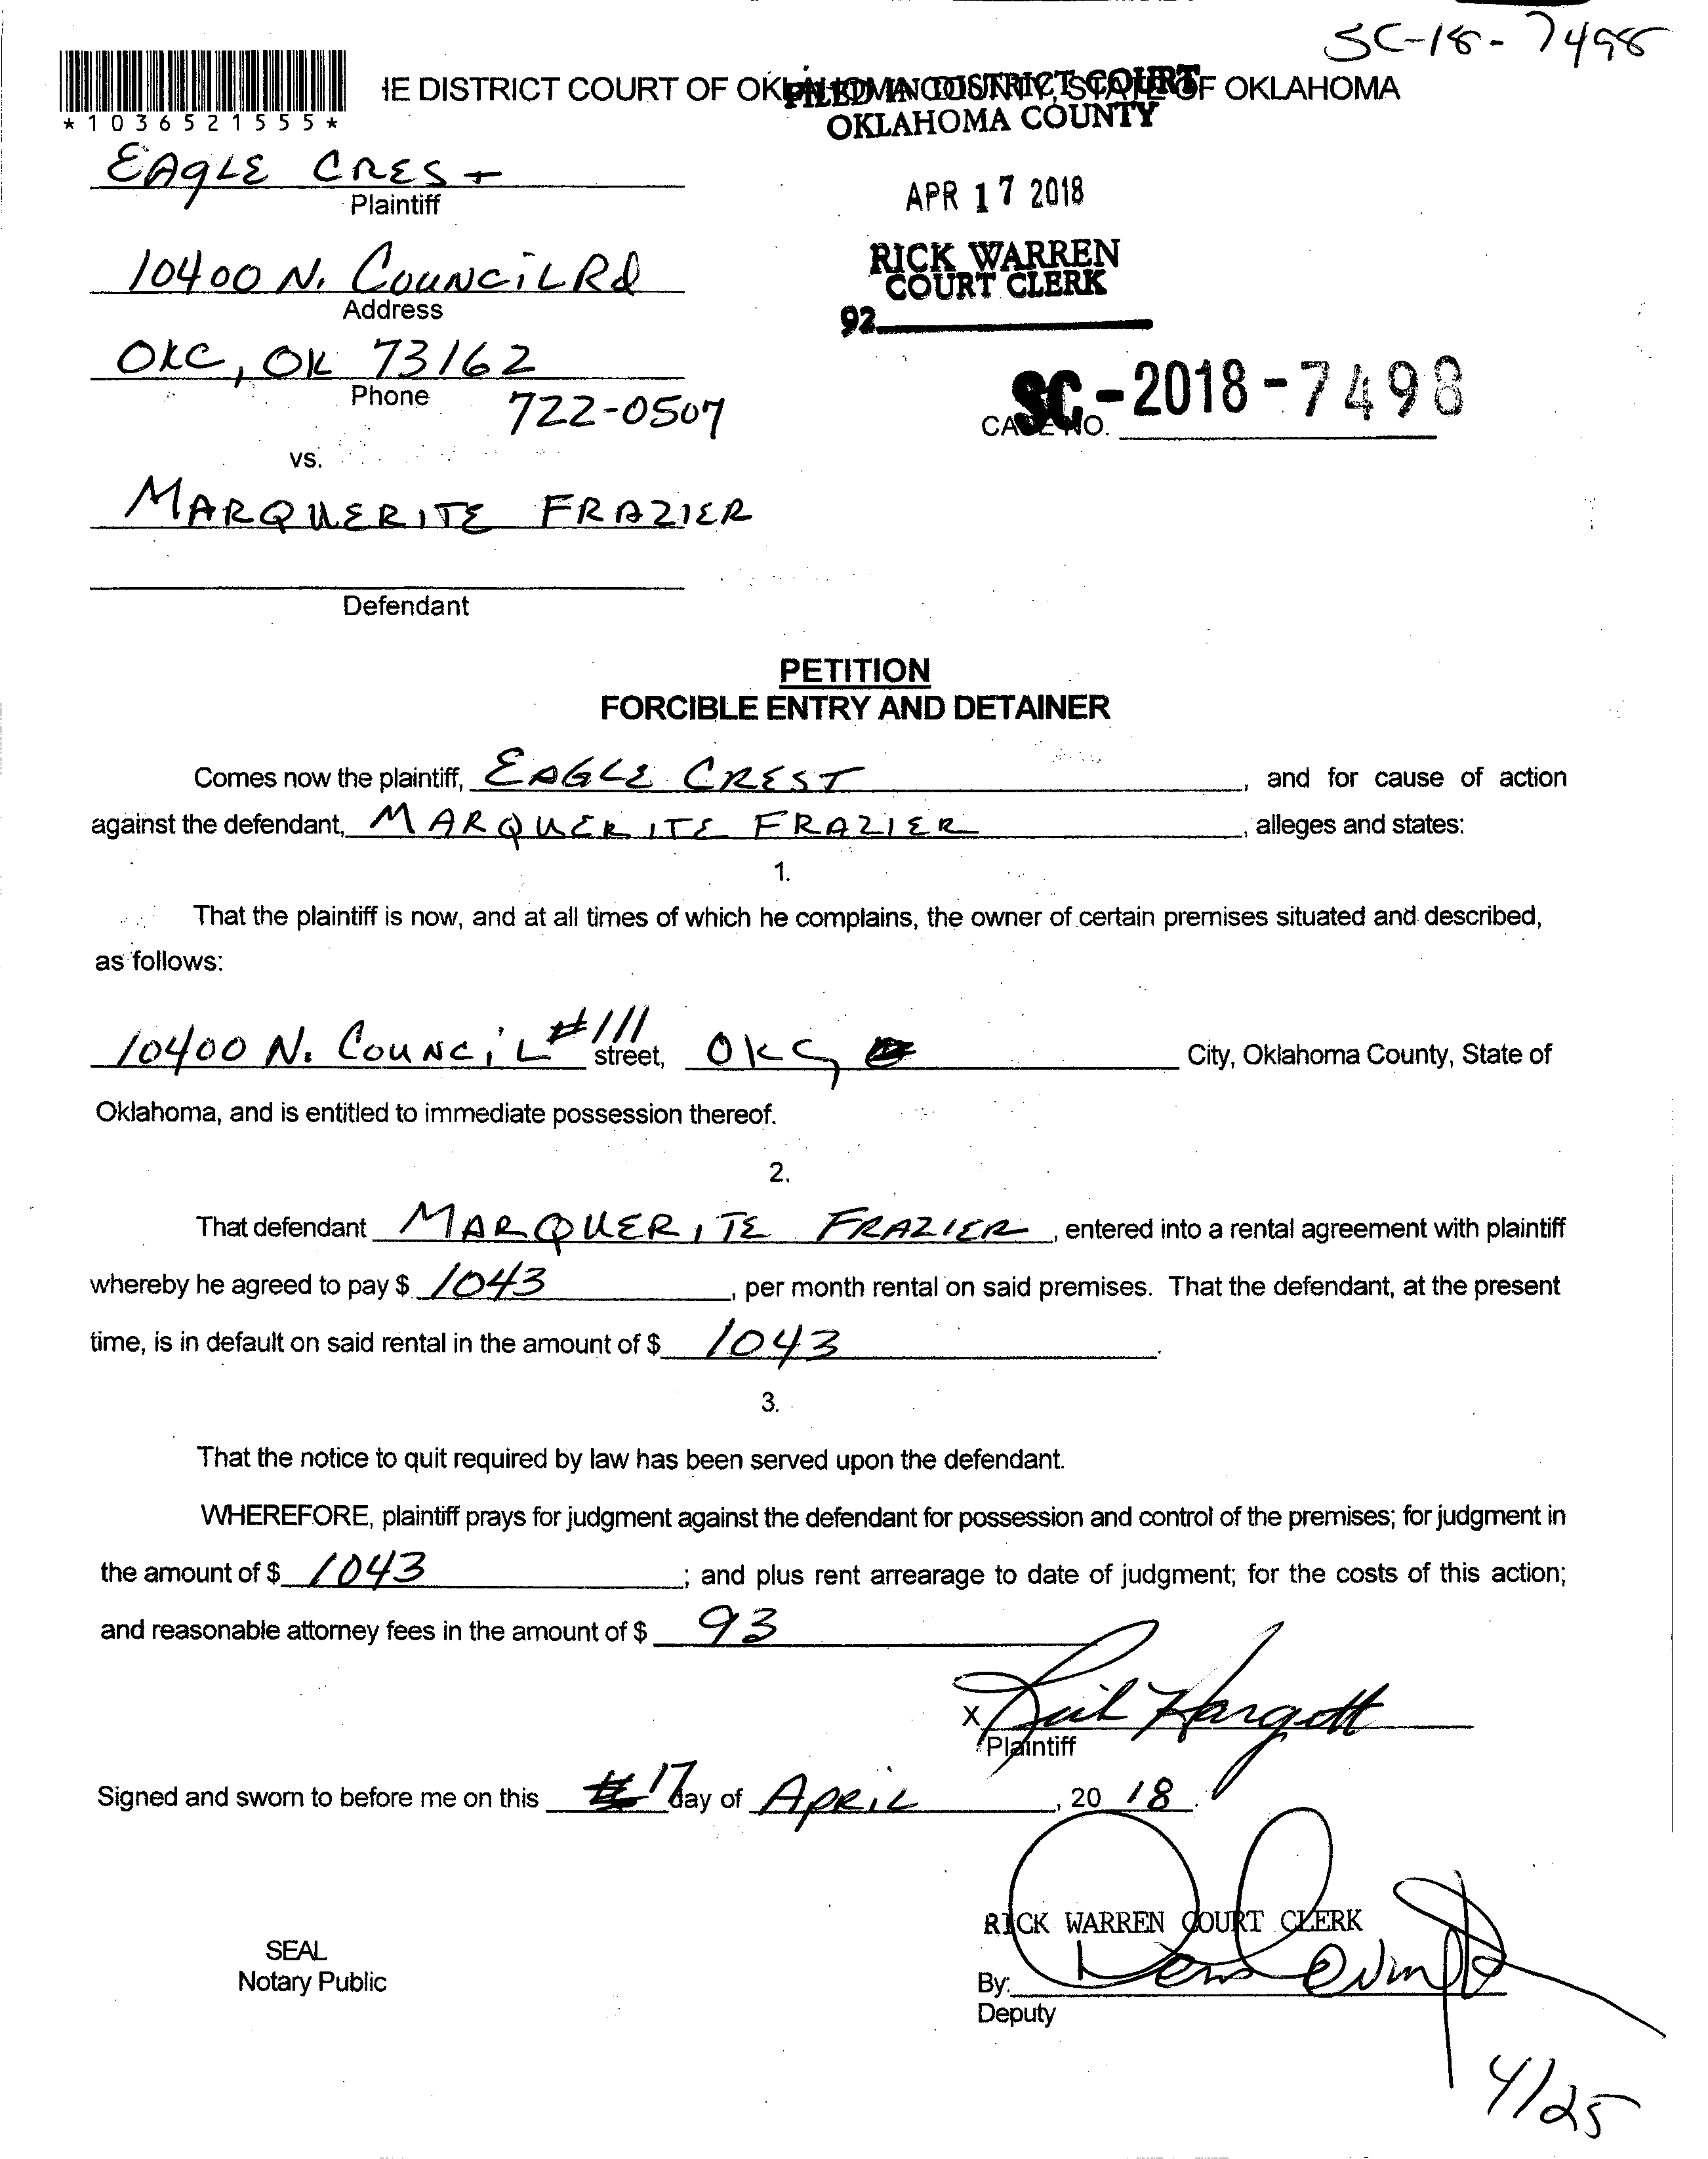 SC-18-7498
IE DISTRICT COURT OF OKLAHOMA COUNTY, STATE OF OKLAHOMA
FILED IN DISTRICT COURT
OKLAHOMA COUNTY
*1036521555*
EAGLE CREST
Plaintiff
APR 17 2018
RICK WARREN
COURT CLERK
92
10400 N. COUNCIL Rd
Address
OKC, OK 73162
Phone
722-0507
SC-2018-7498
CASE NO.
vs.
MARQUERITE FRAZIER
Defendant
PETITION
FORCIBLE ENTRY AND DETAINER
Comes now the plaintiff, EAGLE CREST, and for cause of action
against the defendant, MARQUERITE FRAZIER, alleges and states:
1.
That the plaintiff is now, and at all times of which he complains, the owner of certain premises situated and described,
as follows:
10400 N. COUNCIL #111 street, OKC City, Oklahoma County, State of
Oklahoma, and is entitled to immediate possession thereof.
2.
That defendant MARQUERITE FRAZIER, entered into a rental agreement with plaintiff
whereby he agreed to pay $ 1043, per month rental on said premises. That the defendant, at the present
time, is in default on said rental in the amount of $ 1043.
3.
That the notice to quit required by law has been served upon the defendant.
WHEREFORE, plaintiff prays for judgment against the defendant for possession and control of the premises; for judgment in
the amount of $ 1043; and plus rent arrearage to date of judgment; for the costs of this action;
and reasonable attorney fees in the amount of $ 93
X Hargott
Plaintiff
Signed and sworn to before me on this 17 day of APRIL, 20 18.
RICK WARREN COURT CLERK
SEAL
Notary Public
By:
Deputy
4/25